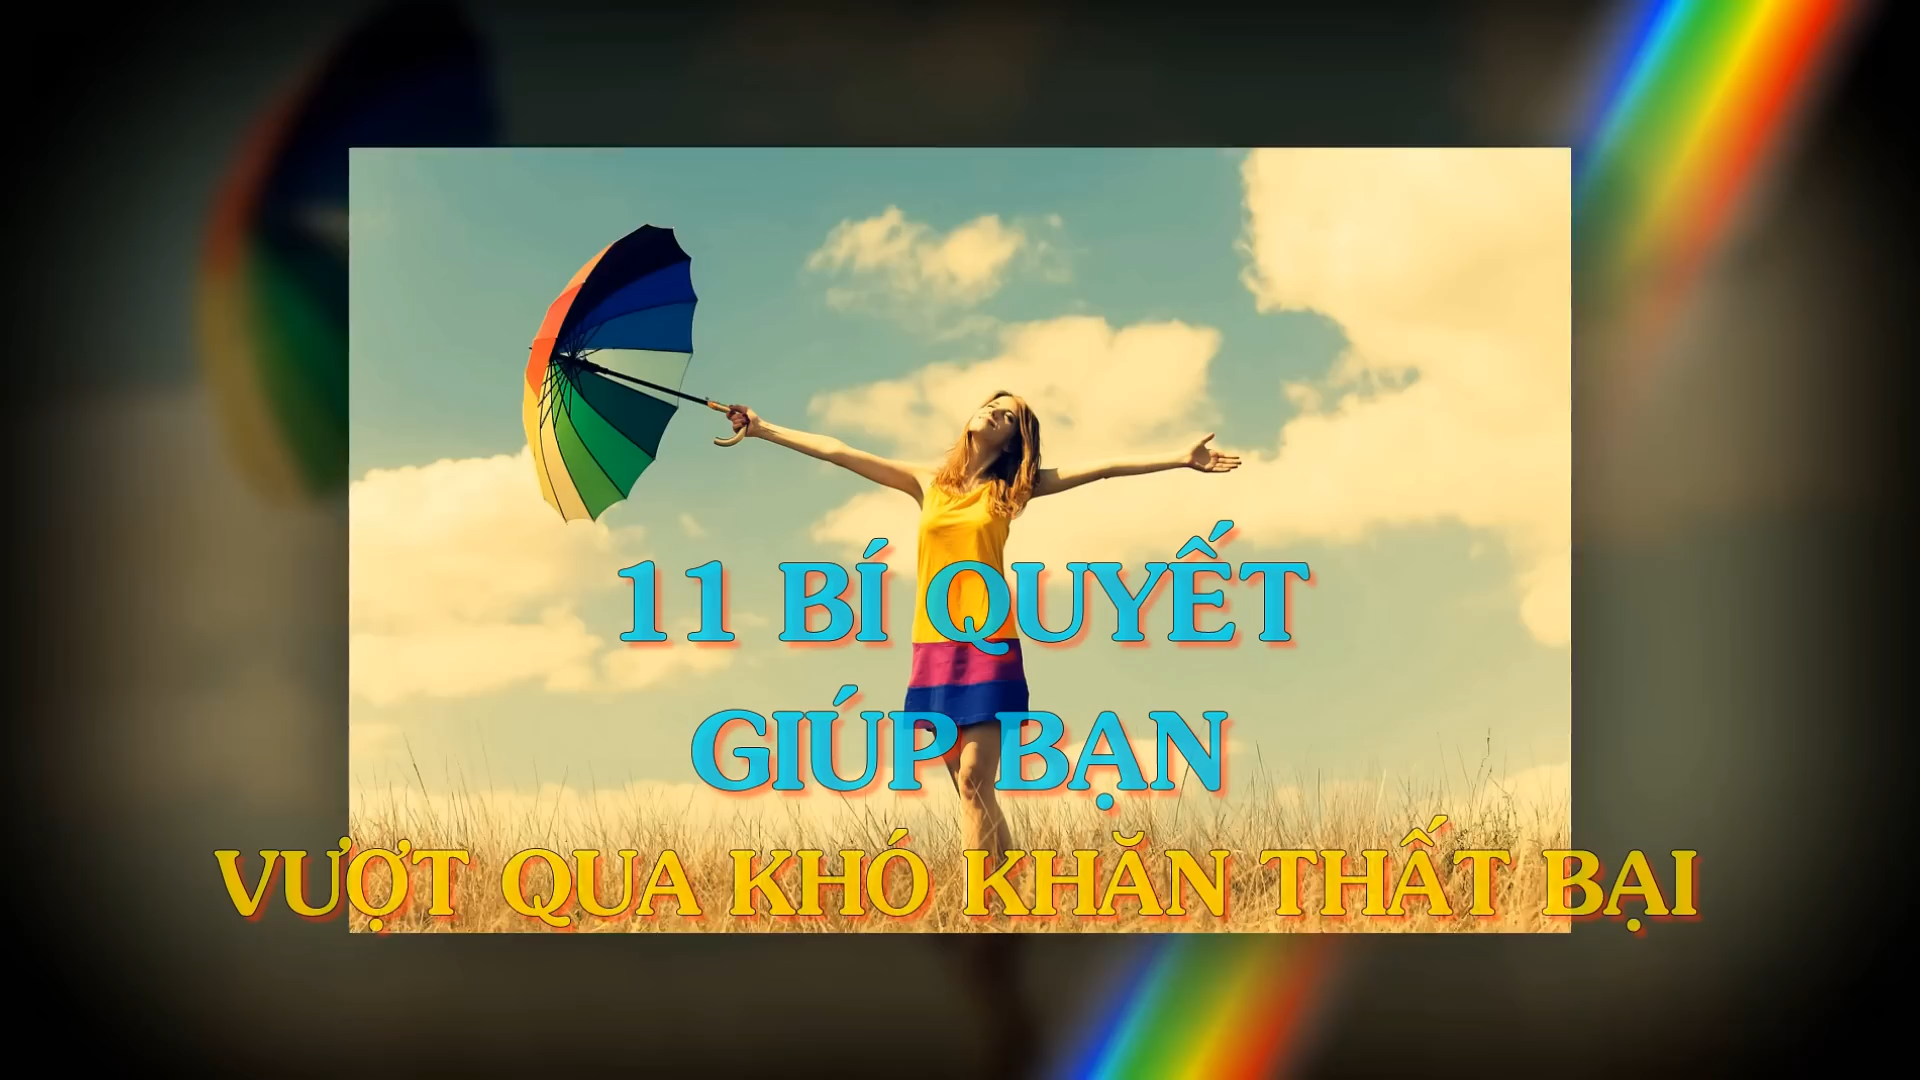 11 BÍ QUYẾT
GIÚP BẠN
VƯỢT QUA KHÓ KHĂN THẤT BẠI